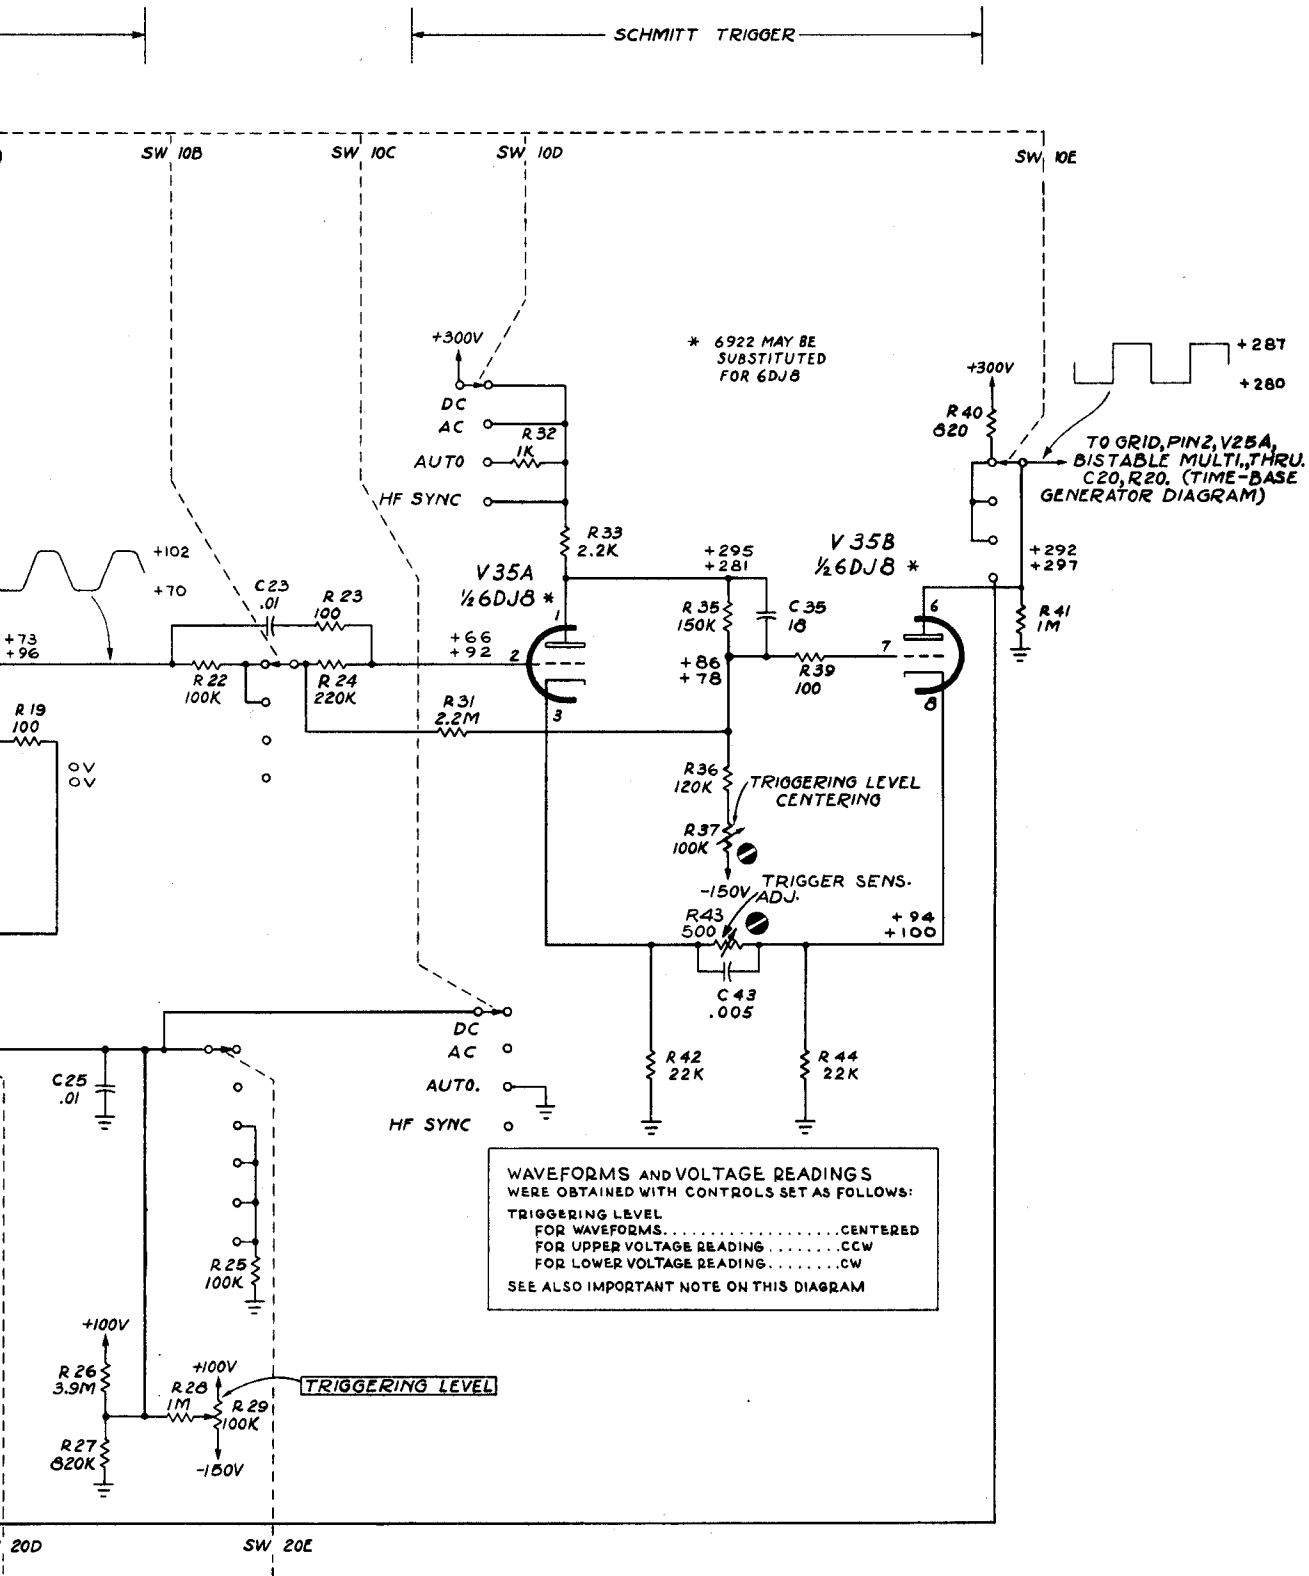 SCHMITT TRIGGER
SW 10B
SW 10C
SW 10D
SW 10E
+300V
DC
AC
AUTO
HF SYNC
R32
1K
R33
2.2K
* 6922 MAY BE
SUBSTITUTED
FOR 6DJ8
+300V
R40
820
+287
+280
TO GRID, PIN 2, V25A,
BISTABLE MULTI., THRU.
C20, R20. (TIME-BASE
GENERATOR DIAGRAM)
+102
+70
+73
+96
C23
.01
R23
100
R22
100K
R24
220K
+66
+92
V35A
½6DJ8 *
1
2
3
+295
+281
R35
150K
C35
18
+86
+78
R39
100
V35B
½6DJ8 *
6
7
8
+292
+297
R41
1M
R19
100
0V
0V
R31
2.2M
R36
120K
TRIGGERING LEVEL
CENTERING
R37
100K
-150V
TRIGGER SENS.
ADJ.
R43
500
+94
+100
C43
.005
R42
22K
R44
22K
DC
AC
AUTO.
HF SYNC
C25
.01
R25
100K
WAVEFORMS AND VOLTAGE READINGS
WERE OBTAINED WITH CONTROLS SET AS FOLLOWS:
TRIGGERING LEVEL
FOR WAVEFORMS..................CENTERED
FOR UPPER VOLTAGE READING........CCW
FOR LOWER VOLTAGE READING........CW
SEE ALSO IMPORTANT NOTE ON THIS DIAGRAM
+100V
R26
3.9M
R27
820K
R28
1M
+100V
R29
100K
-150V
TRIGGERING LEVEL
20D
SW 20E